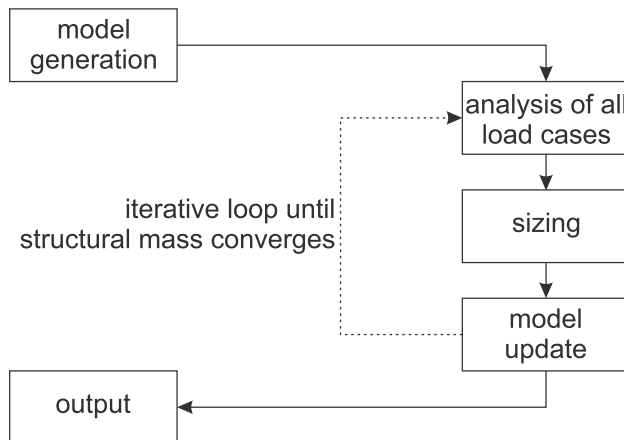 model
generation
analysis of all
load cases
iterative loop until
structural mass converges
sizing
model
update
output